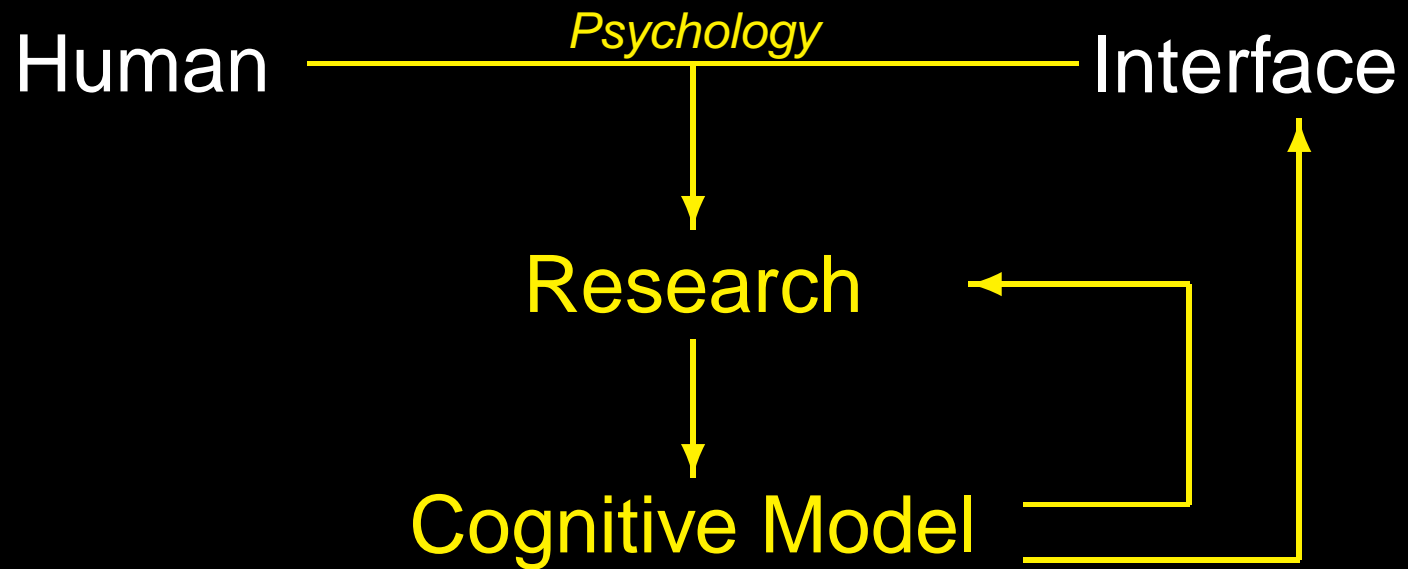 Psychology
Human
Interface
Research
Cognitive Model